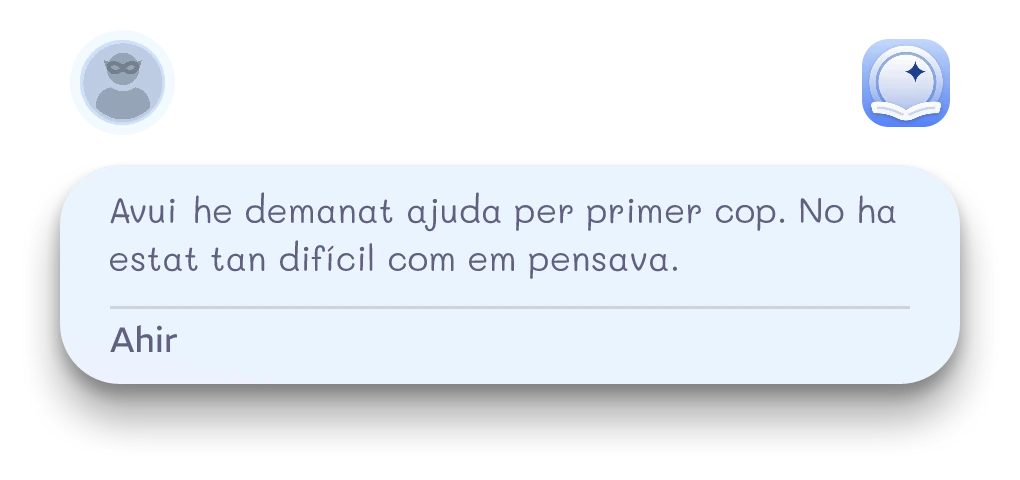 Avui he demanat ajuda per primer cop. No ha
estat tan difícil com em pensava.
Ahir